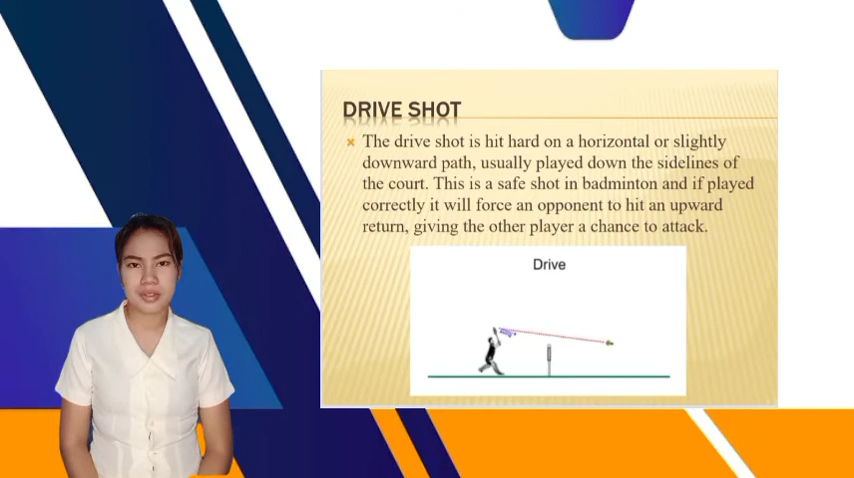 DRIVE SHOT
The drive shot is hit hard on a horizontal or slightly
downward path, usually played down the sidelines of
the court. This is a safe shot in badminton and if played
correctly it will force an opponent to hit an upward
return, giving the other player a chance to attack.
Drive